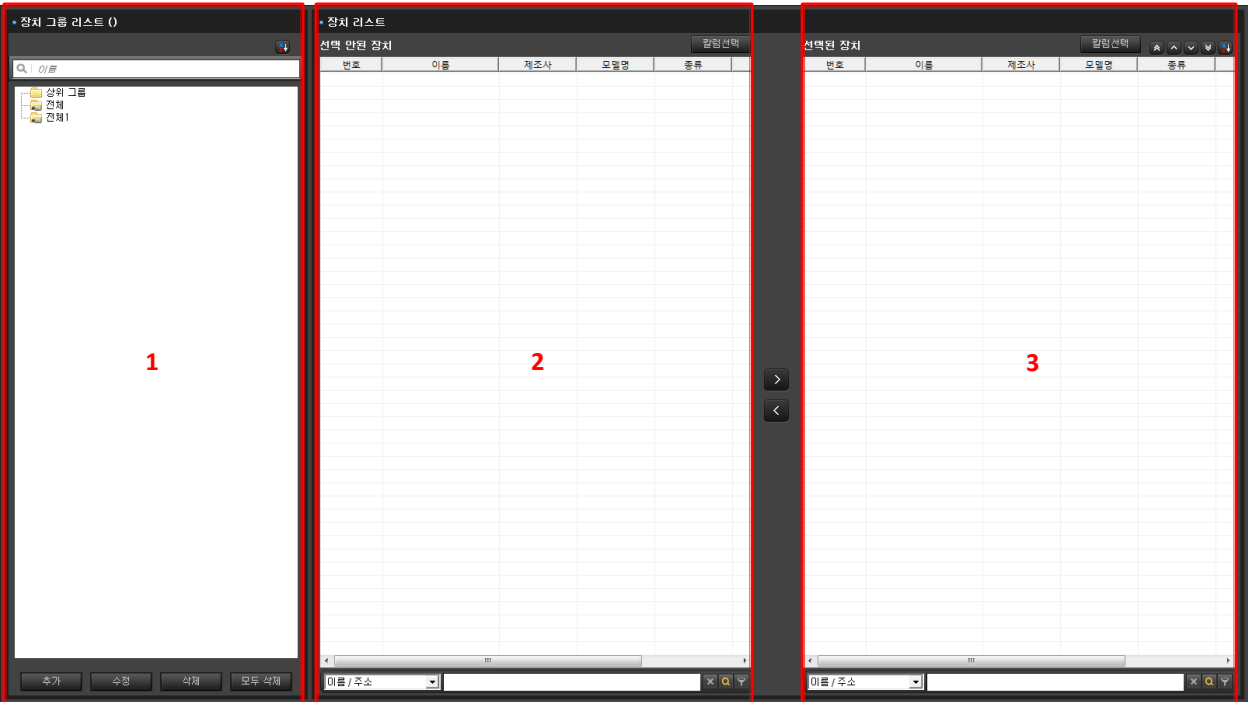 장치 그룹 리스트 ()
이름
상위 그룹
전체
전체1
1
추가 수정 삭제 모두 삭제
장치 리스트
선택 안된 장치 칼럼선택
번호 이름 제조사 모델명 종류
2
이름 / 주소
선택된 장치 칼럼선택
번호 이름 제조사 모델명 종류
3
이름 / 주소